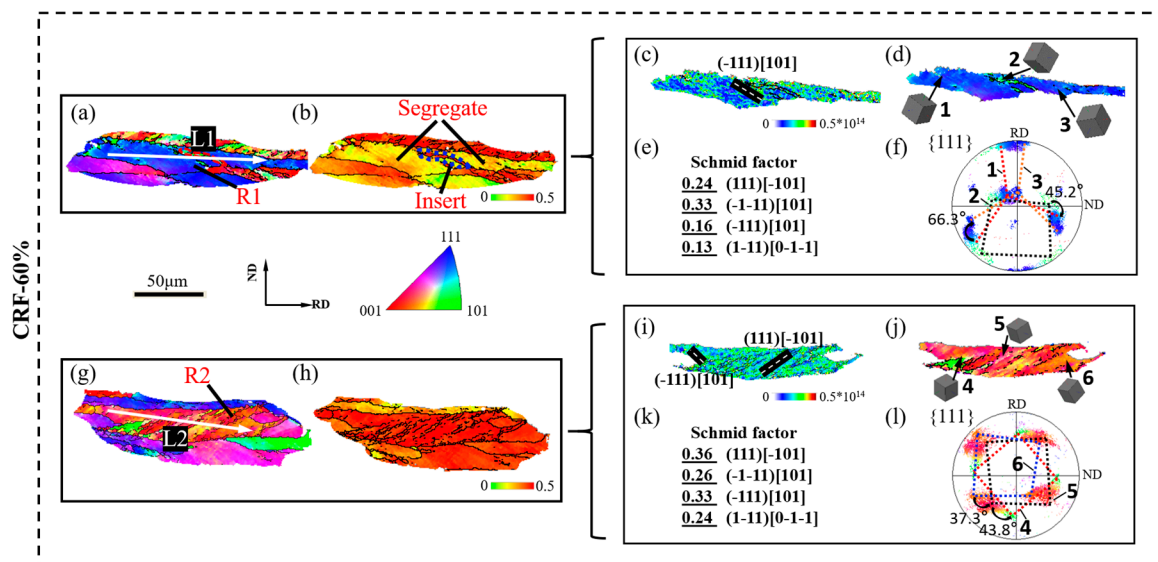 CRF-60%
(a)
L1
R1
(b)
Segregate
Insert
0 0.5
50μm
ND
RD
111
001
101
(c)
(-111)[101]
0 0.5*10¹⁴
(d)
1
2
3
(e)
Schmid factor
0.24 (111)[-101]
0.33 (-1-11)[101]
0.16 (-111)[101]
0.13 (1-11)[0-1-1]
(f)
{111}
RD
ND
1
2
3
45.2°
66.3°
(g)
R2
L2
(h)
0 0.5
(i)
(111)[-101]
(-111)[101]
0 0.5*10¹⁴
(j)
5
4
6
(k)
Schmid factor
0.36 (111)[-101]
0.26 (-1-11)[101]
0.33 (-111)[101]
0.24 (1-11)[0-1-1]
(l)
{111}
RD
ND
6
5
4
37.3°
43.8°